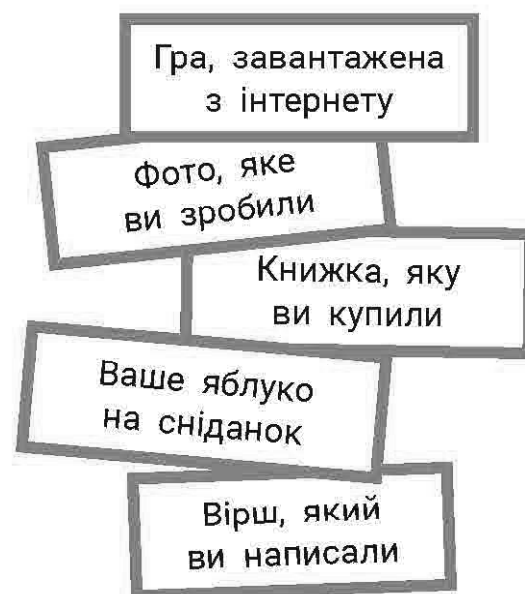 Гра, завантажена
з інтернету
Фото, яке
ви зробили
Книжка, яку
ви купили
Ваше яблуко
на сніданок
Вірш, який
ви написали